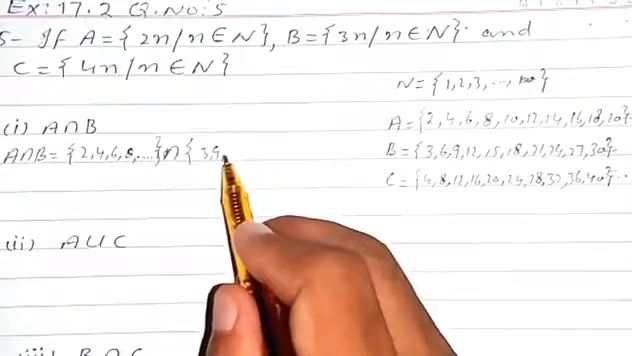 Ex: 17.2 Q.No:5
5- If A = {2n/n ∈ N}, B = {3n/n ∈ N} and
C = {4n/n ∈ N}
N = {1,2,3,..., ∞}
(i) A∩B
A = {2,4,6,8,10,12,14,16,18,20}..
A∩B = {2,4,6,8,....} ∩ {3,9
B = {3,6,9,12,15,18,21,24,27,30}..
C = {4,8,12,16,20,24,28,32,36,40}..
(ii) A∪C
(iii) B∩C